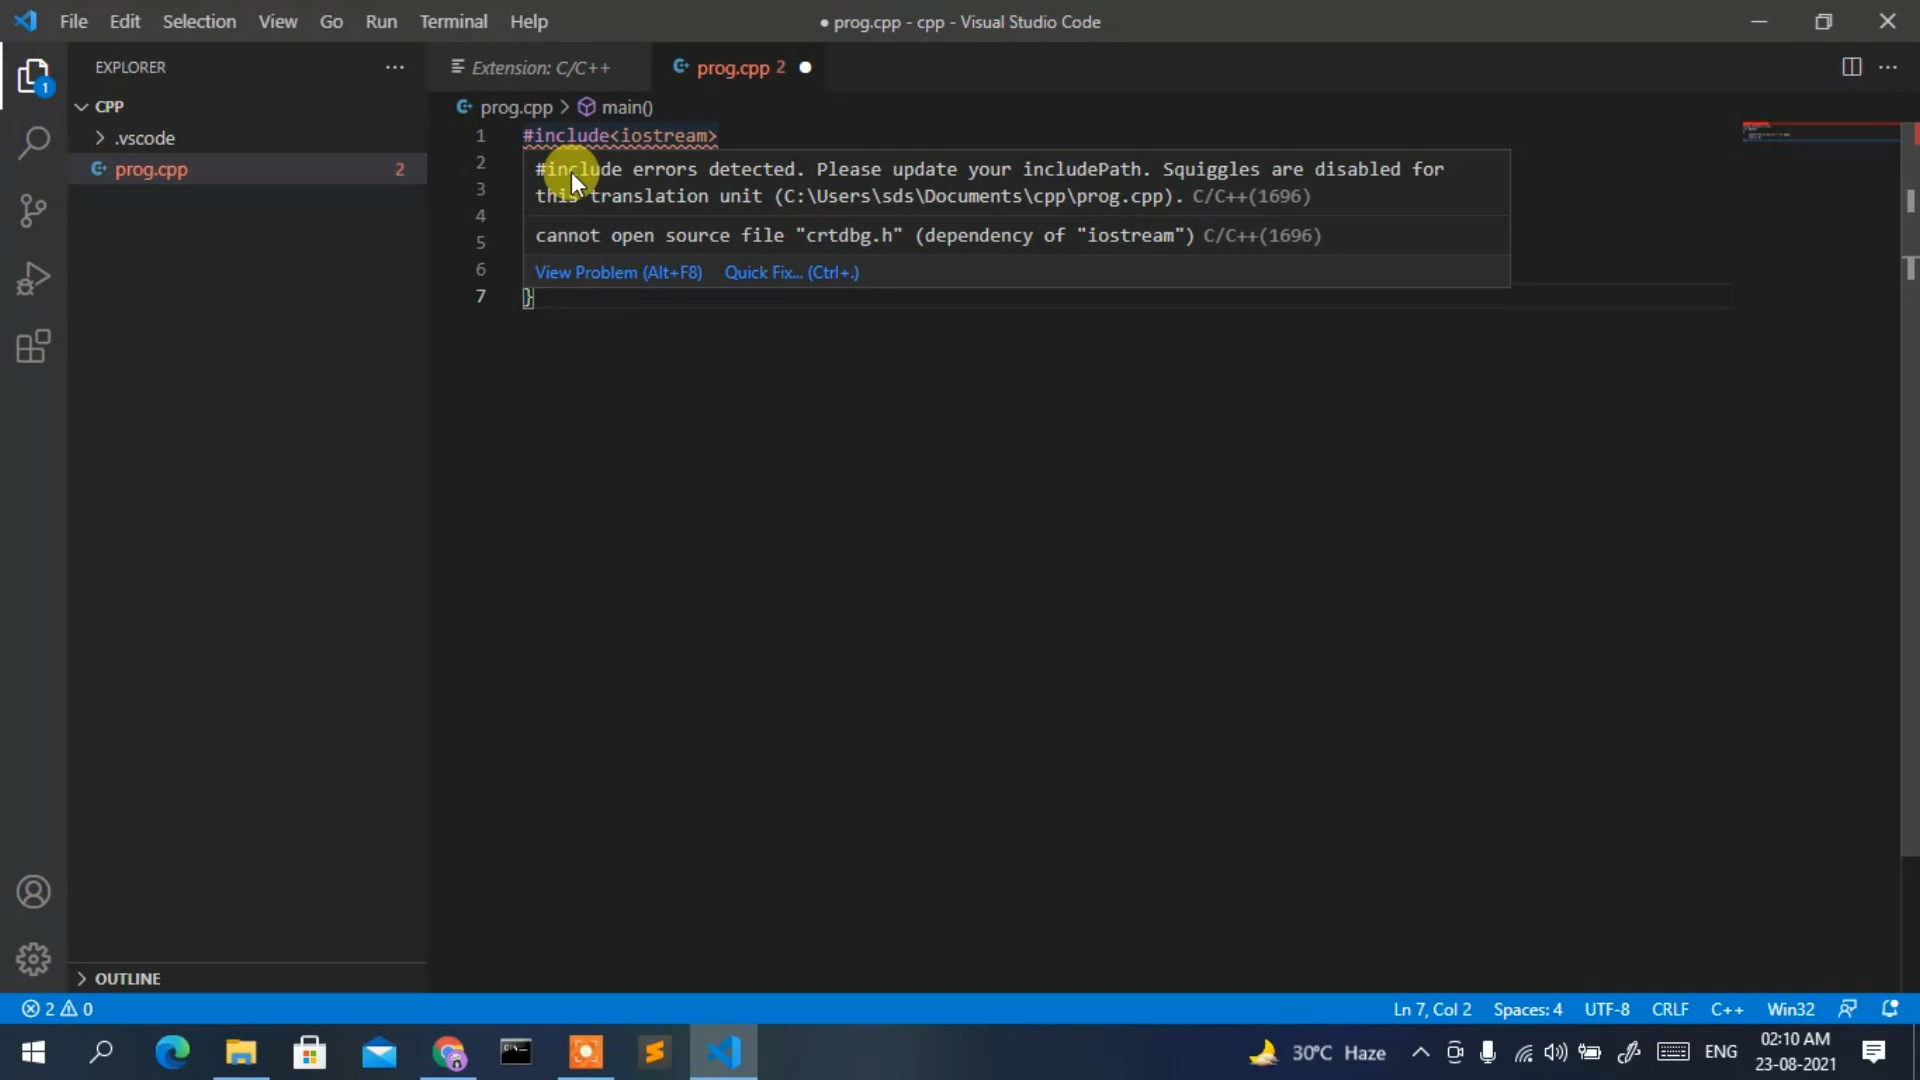 File Edit Selection View Go Run Terminal Help
● prog.cpp - cpp - Visual Studio Code
1
EXPLORER
CPP
.vscode
prog.cpp 2
OUTLINE
Extension: C/C++
prog.cpp 2
prog.cpp > main()
1 #include<iostream>
2
3
4
5
6
7 }
#include errors detected. Please update your includePath. Squiggles are disabled for
this translation unit (C:\Users\sds\Documents\cpp\prog.cpp). C/C++(1696)
cannot open source file "crtdbg.h" (dependency of "iostream") C/C++(1696)
View Problem (Alt+F8) Quick Fix... (Ctrl+.)
2 0
Ln 7, Col 2 Spaces: 4 UTF-8 CRLF C++ Win32
30°C Haze
ENG
02:10 AM
23-08-2021